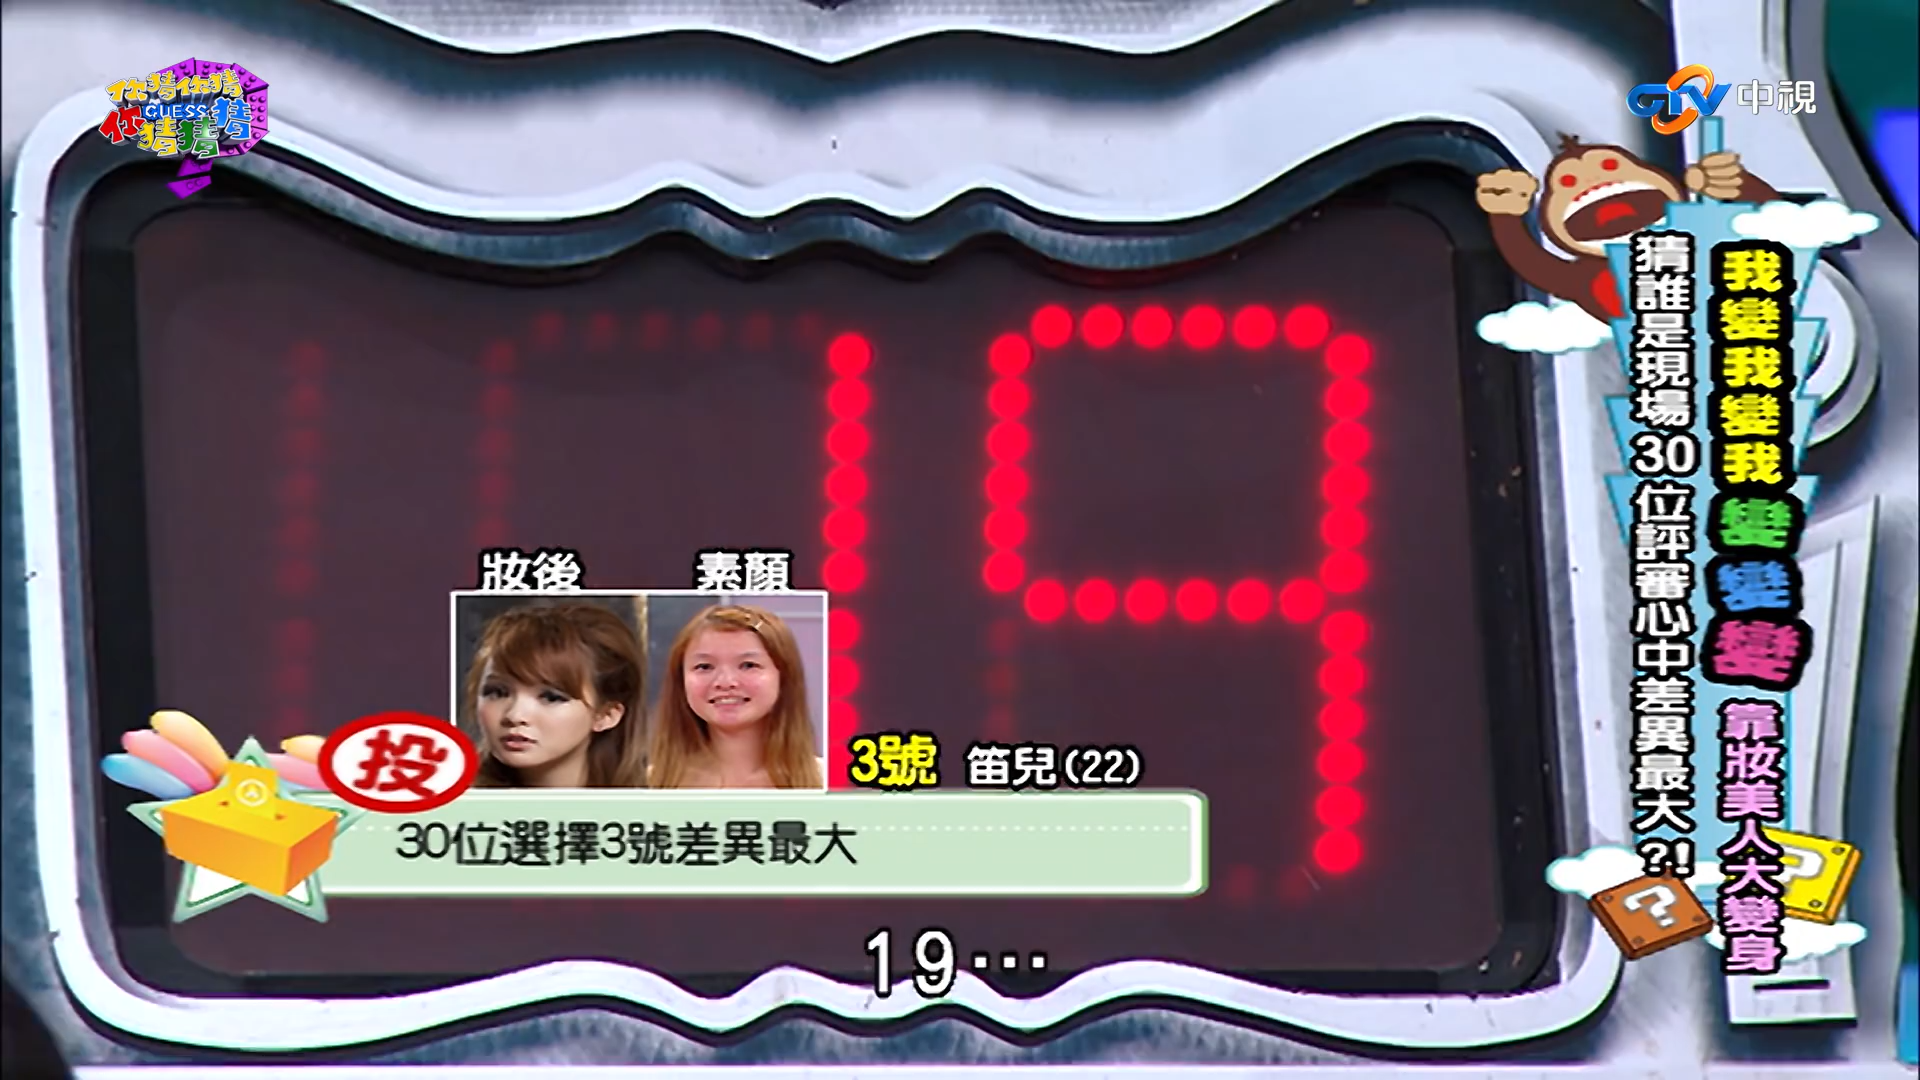 你猜你猜
GUESS
你猜猜猜
CTV 中視
我變我變我變變變 靠妝美人大變身
猜誰是現場30位評審心中差異最大?!
?
?
19
妝後
素顏
投
3號 笛兒(22)
30位選擇3號差異最大
19…